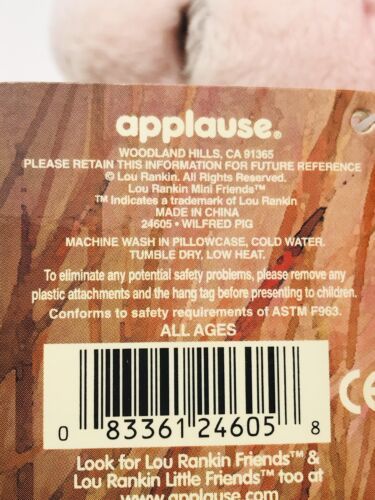 applause®
WOODLAND HILLS, CA 91365
PLEASE RETAIN THIS INFORMATION FOR FUTURE REFERENCE
© Lou Rankin. All Rights Reserved.
Lou Rankin Mini Friends™
™ Indicates a trademark of Lou Rankin
MADE IN CHINA
24605 • WILFRED PIG
MACHINE WASH IN PILLOWCASE, COLD WATER.
TUMBLE DRY, LOW HEAT.
To eliminate any potential safety problems, please remove any
plastic attachments and the hang tag before presenting to children.
Conforms to safety requirements of ASTM F963.
ALL AGES
0 83361 24605 8
CE
Look for Lou Rankin Friends™ &
Lou Rankin Little Friends™ too at
www.applause.com